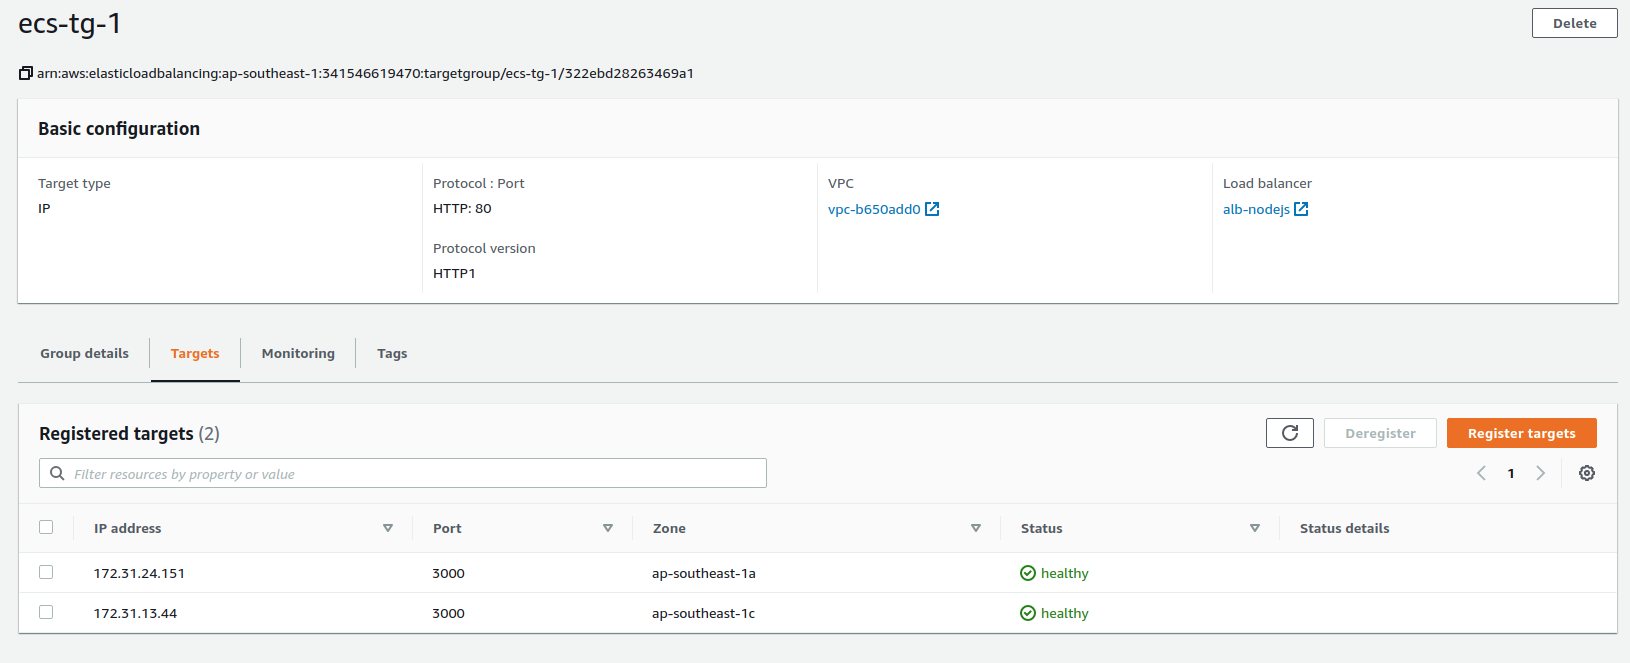 ecs-tg-1
Delete
arn:aws:elasticloadbalancing:ap-southeast-1:341546619470:targetgroup/ecs-tg-1/322ebd28263469a1
Basic configuration
Target type
IP
Protocol : Port
HTTP: 80
Protocol version
HTTP1
VPC
vpc-b650add0
Load balancer
alb-nodejs
Group details Targets Monitoring Tags
Registered targets (2)
Deregister Register targets
Filter resources by property or value
1
IP address Port Zone Status Status details
172.31.24.151 3000 ap-southeast-1a healthy
172.31.13.44 3000 ap-southeast-1c healthy